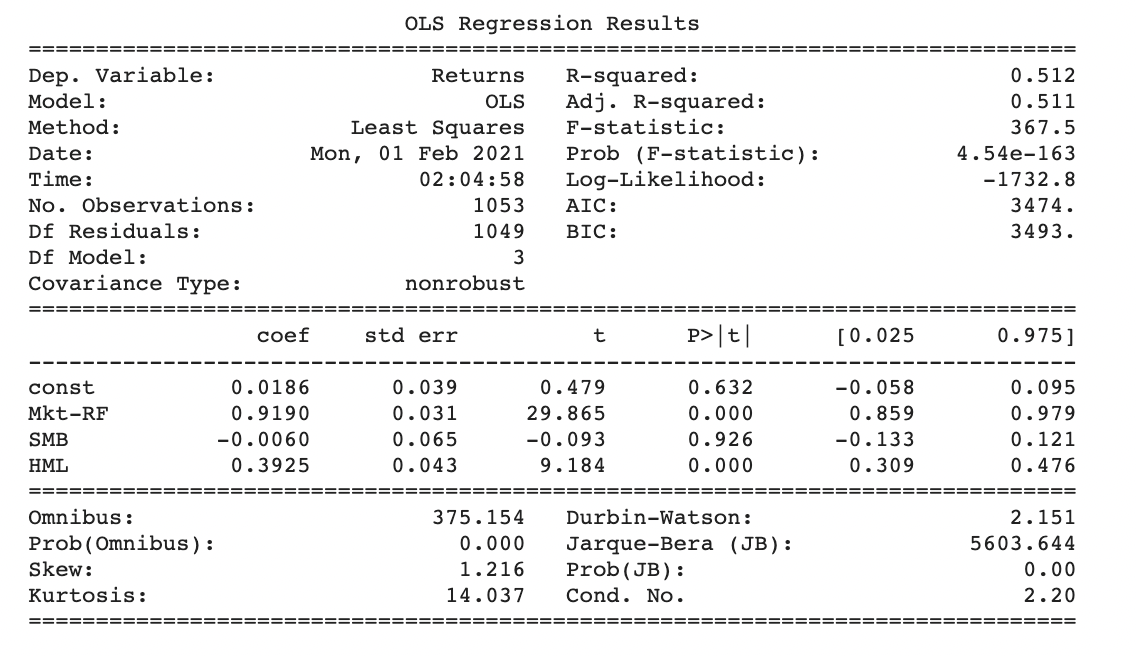 OLS Regression Results
==============================================================================
Dep. Variable: Returns R-squared: 0.512
Model: OLS Adj. R-squared: 0.511
Method: Least Squares F-statistic: 367.5
Date: Mon, 01 Feb 2021 Prob (F-statistic): 4.54e-163
Time: 02:04:58 Log-Likelihood: -1732.8
No. Observations: 1053 AIC: 3474.
Df Residuals: 1049 BIC: 3493.
Df Model: 3
Covariance Type: nonrobust
==============================================================================
coef std err t P>|t| [0.025 0.975]
------------------------------------------------------------------------------
const 0.0186 0.039 0.479 0.632 -0.058 0.095
Mkt-RF 0.9190 0.031 29.865 0.000 0.859 0.979
SMB -0.0060 0.065 -0.093 0.926 -0.133 0.121
HML 0.3925 0.043 9.184 0.000 0.309 0.476
==============================================================================
Omnibus: 375.154 Durbin-Watson: 2.151
Prob(Omnibus): 0.000 Jarque-Bera (JB): 5603.644
Skew: 1.216 Prob(JB): 0.00
Kurtosis: 14.037 Cond. No. 2.20
==============================================================================